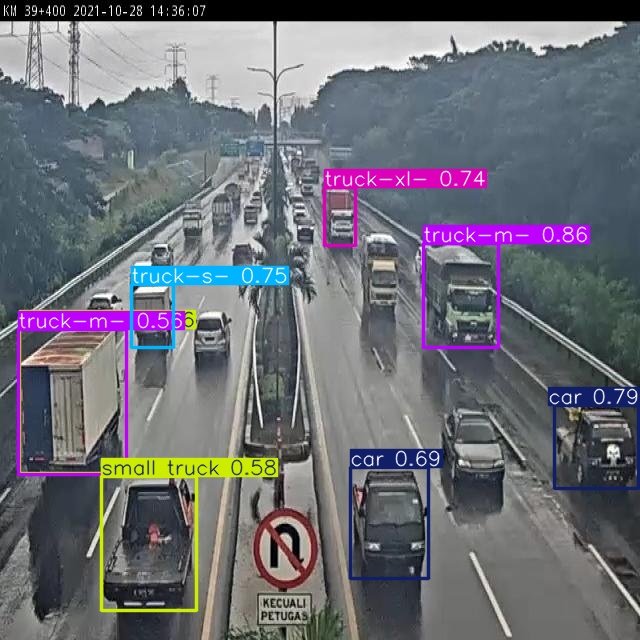 KM 39+400 2021-10-28 14:36:07
truck-xl- 0.74
truck-m- 0.86
truck-s- 0.75
truck-m- 0.56
6
car 0.79
car 0.69
small truck 0.58
KECUALI
PETUGAS